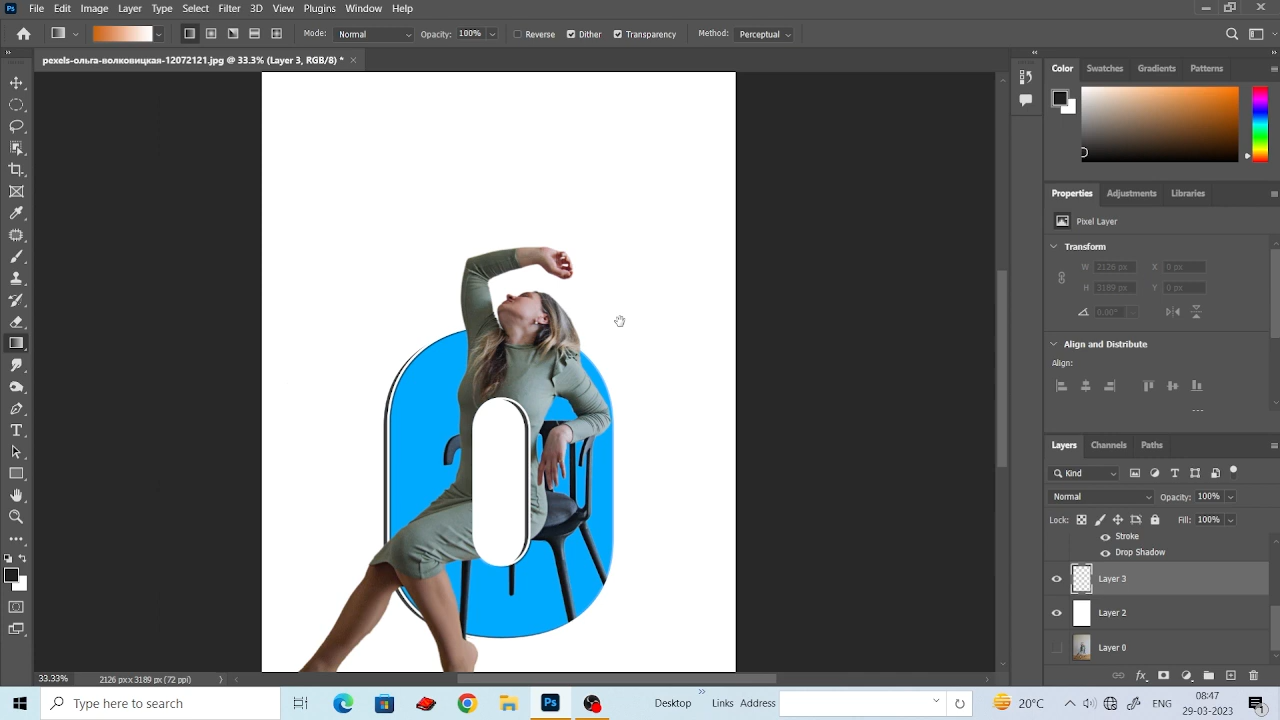 Ps File Edit Image Layer Type Select Filter 3D View Plugins Window Help
Mode: Normal Opacity: 100% Reverse Dither Transparency Method: Perceptual
pexels-ольга-волковицкая-12072121.jpg @ 33.3% (Layer 3, RGB/8) *
Color Swatches Gradients Patterns
Properties Adjustments Libraries
Pixel Layer
Transform
W 2126 px X 0 px
H 3189 px Y 0 px
0.00°
Align and Distribute
Align:
Layers Channels Paths
Kind
Normal Opacity: 100%
Lock: Fill: 100%
Stroke
Drop Shadow
Layer 3
Layer 2
Layer 0
33.33% 2126 px x 3189 px (72 ppi)
Type here to search
Ps
Desktop Links Address
20°C
ENG
08:47
29-03-2023